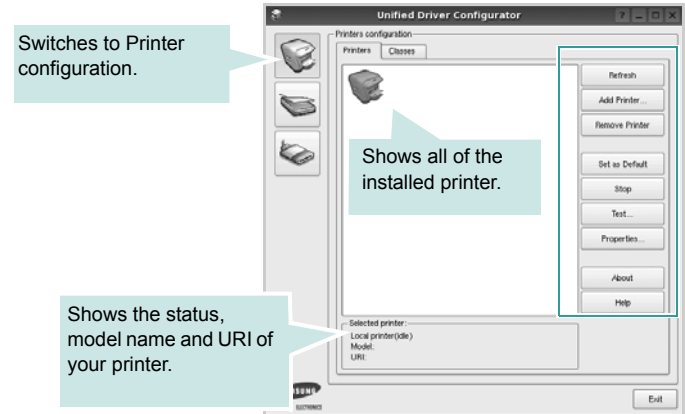 Unified Driver Configurator
Switches to Printer
configuration.
Printers configuration
Printers Classes
Refresh
Add Printer...
Remove Printer
Shows all of the
installed printer.
Set as Default
Stop
Test...
Properties...
About
Help
Shows the status,
model name and URI of
your printer.
Selected printer:
Local printer(idle)
Model:
URI:
ELECTRONICS
Exit